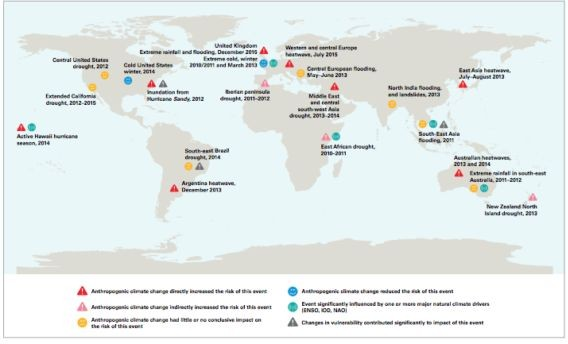 United Kingdom
Extreme rainfall and flooding, December 2015
Extreme cold, winter
2010/2011 and March 2013
Western and central Europe
heatwave, July 2015
Central United States
drought, 2012
Cold United States
winter, 2014
Central European flooding,
May–June 2013
East Asia heatwave,
July–August 2013
Extended California
drought, 2012–2015
Inundation from
Hurricane Sandy, 2012
Iberian peninsula
drought, 2011–2012
Middle East
and central
south-west Asia
drought, 2013–2014
North India flooding,
and landslides, 2013
Active Hawaii hurricane
season, 2014
South-east Brazil
drought, 2014
East African drought,
2010–2011
South-East Asia
flooding, 2011
Argentina heatwave,
December 2013
Australian heatwaves,
2013 and 2014
Extreme rainfall in south-east
Australia, 2011–2012
New Zealand North
Island drought, 2013
Anthropogenic climate change directly increased the risk of this event
Anthropogenic climate change indirectly increased the risk of this event
Anthropogenic climate change had little or no conclusive impact on
the risk of this event
Anthropogenic climate change reduced the risk of this event
Event significantly influenced by one or more major natural climate drivers
(ENSO, IOD, NAO)
Changes in vulnerability contributed significantly to impact of this event